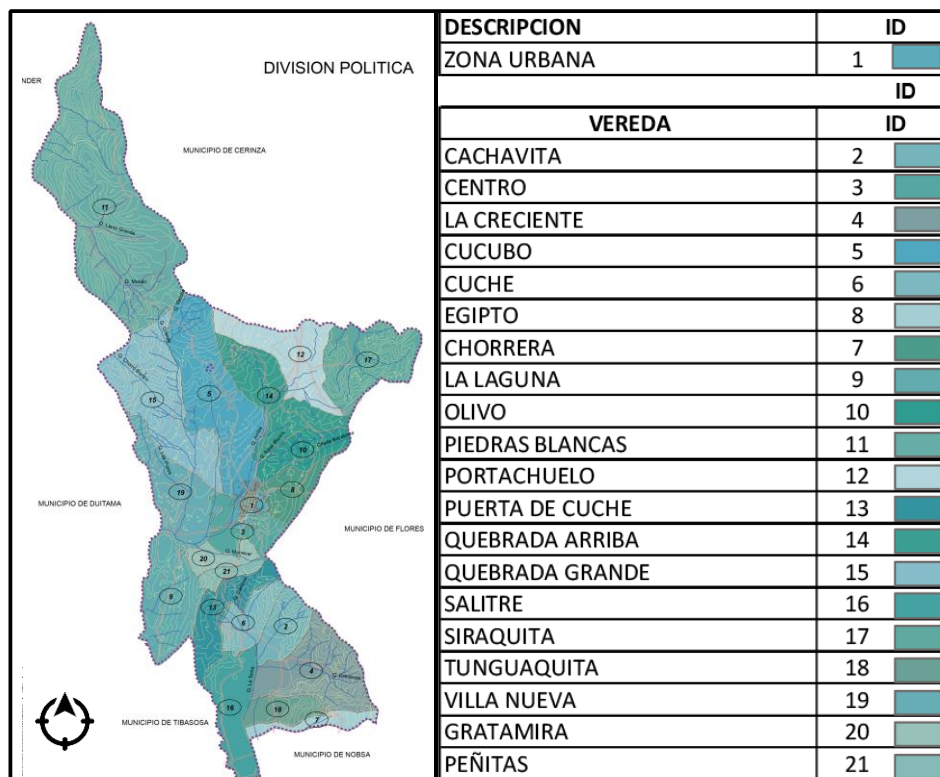 DIVISION POLITICA
NDER
MUNICIPIO DE CERINZA
11
Q. Llano Grande
12
17
5
14
15
10
8
19
1
MUNICIPIO DE DUITAMA
MUNICIPIO DE FLORES
3
20
21
9
13
6
2
4
16
18
7
MUNICIPIO DE TIBASOSA
MUNICIPIO DE NOBSA
DESCRIPCION ID
ZONA URBANA 1
ID
VEREDA ID
CACHAVITA 2
CENTRO 3
LA CRECIENTE 4
CUCUBO 5
CUCHE 6
EGIPTO 8
CHORRERA 7
LA LAGUNA 9
OLIVO 10
PIEDRAS BLANCAS 11
PORTACHUELO 12
PUERTA DE CUCHE 13
QUEBRADA ARRIBA 14
QUEBRADA GRANDE 15
SALITRE 16
SIRAQUITA 17
TUNGUAQUITA 18
VILLA NUEVA 19
GRATAMIRA 20
PEÑITAS 21